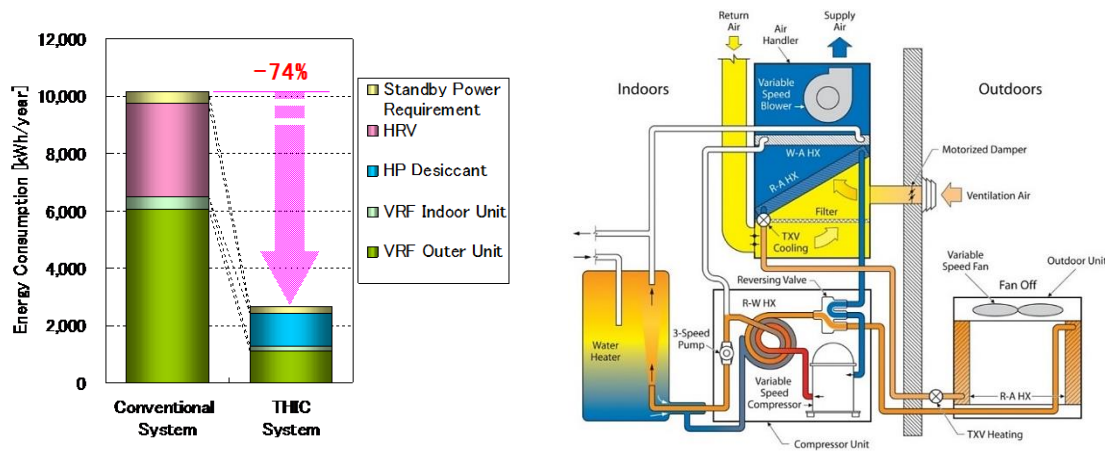 12,000
10,000
8,000
6,000
4,000
2,000
0
Energy Consumption [kWh/year]
-74%
Conventional
System
THIC
System
Standby Power
Requirement
HRV
HP Desiccant
VRF Indoor Unit
VRF Outer Unit
Return
Air
Air
Handler
Supply
Air
Indoors
Outdoors
Variable
Speed
Blower
Motorized Damper
W-A HX
R-A HX
Ventilation Air
Filter
TXV
Cooling
Reversing Valve
R-W HX
Variable
Speed Fan
Outdoor Unit
Fan Off
3-Speed
Pump
Water
Heater
Variable
Speed
Compressor
R-A HX
TXV Heating
Compressor Unit